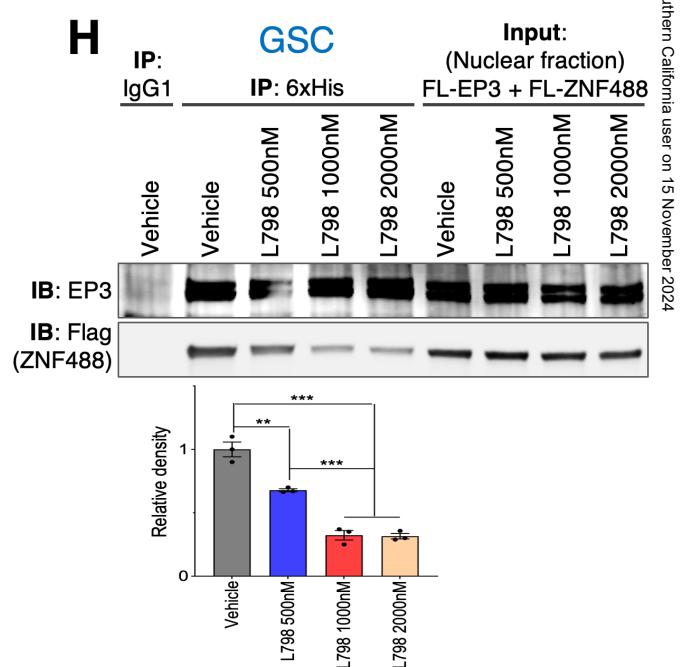 H
GSC
IP:
IgG1
IP: 6xHis
Input:
(Nuclear fraction)
FL-EP3 + FL-ZNF488
Vehicle
Vehicle
L798 500nM
L798 1000nM
L798 2000nM
Vehicle
L798 500nM
L798 1000nM
L798 2000nM
IB: EP3
IB: Flag
(ZNF488)
Relative density
1
0
***
**
***
Vehicle
L798 500nM
L798 1000nM
L798 2000nM
uthern California user on 15 November 2024